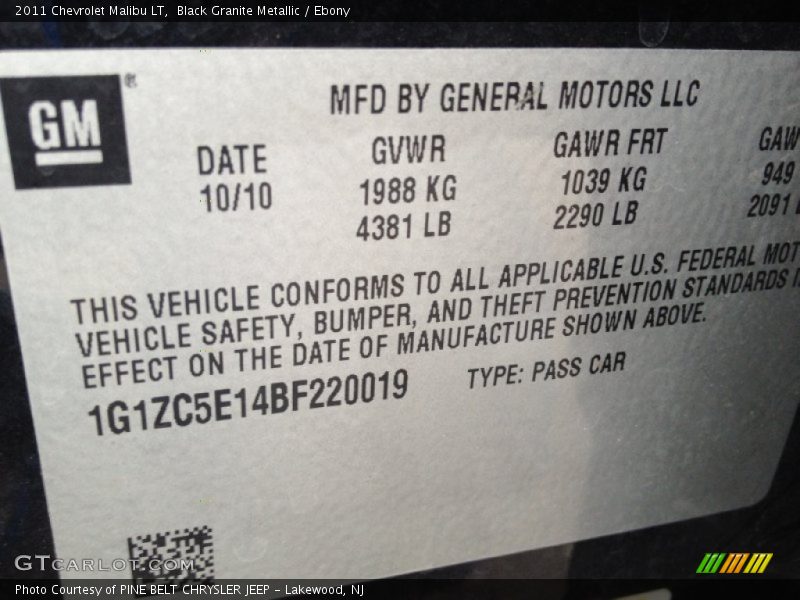 2011 Chevrolet Malibu LT,  Black Granite Metallic / Ebony
GM ®
MFD BY GENERAL MOTORS LLC
DATE GVWR GAWR FRT GAW
10/10 1988 KG 1039 KG 949
4381 LB 2290 LB 2091
THIS VEHICLE CONFORMS TO ALL APPLICABLE U.S. FEDERAL MOT
VEHICLE SAFETY, BUMPER, AND THEFT PREVENTION STANDARDS I
EFFECT ON THE DATE OF MANUFACTURE SHOWN ABOVE.
1G1ZC5E14BF220019 TYPE: PASS CAR
GTcarlot.com
Photo Courtesy of PINE BELT CHRYSLER JEEP - Lakewood, NJ